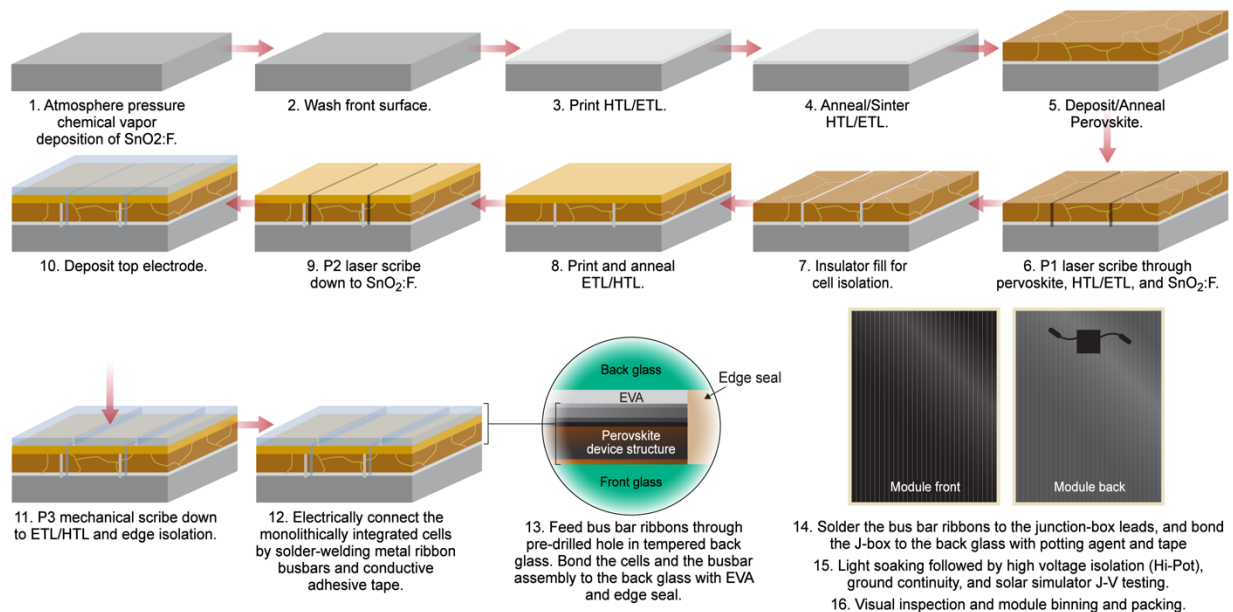 1. Atmosphere pressure
chemical vapor
deposition of SnO2:F.
2. Wash front surface.
3. Print HTL/ETL.
4. Anneal/Sinter
HTL/ETL.
5. Deposit/Anneal
Perovskite.
10. Deposit top electrode.
9. P2 laser scribe
down to SnO₂:F.
8. Print and anneal
ETL/HTL.
7. Insulator fill for
cell isolation.
6. P1 laser scribe through
pervoskite, HTL/ETL, and SnO₂:F.
11. P3 mechanical scribe down
to ETL/HTL and edge isolation.
12. Electrically connect the
monolithically integrated cells
by solder-welding metal ribbon
busbars and conductive
adhesive tape.
Back glass
Edge seal
EVA
Perovskite
device structure
Front glass
13. Feed bus bar ribbons through
pre-drilled hole in tempered back
glass. Bond the cells and the busbar
assembly to the back glass with EVA
and edge seal.
Module front
Module back
14. Solder the bus bar ribbons to the junction-box leads, and bond
the J-box to the back glass with potting agent and tape
15. Light soaking followed by high voltage isolation (Hi-Pot),
ground continuity, and solar simulator J-V testing.
16. Visual inspection and module binning and packing.